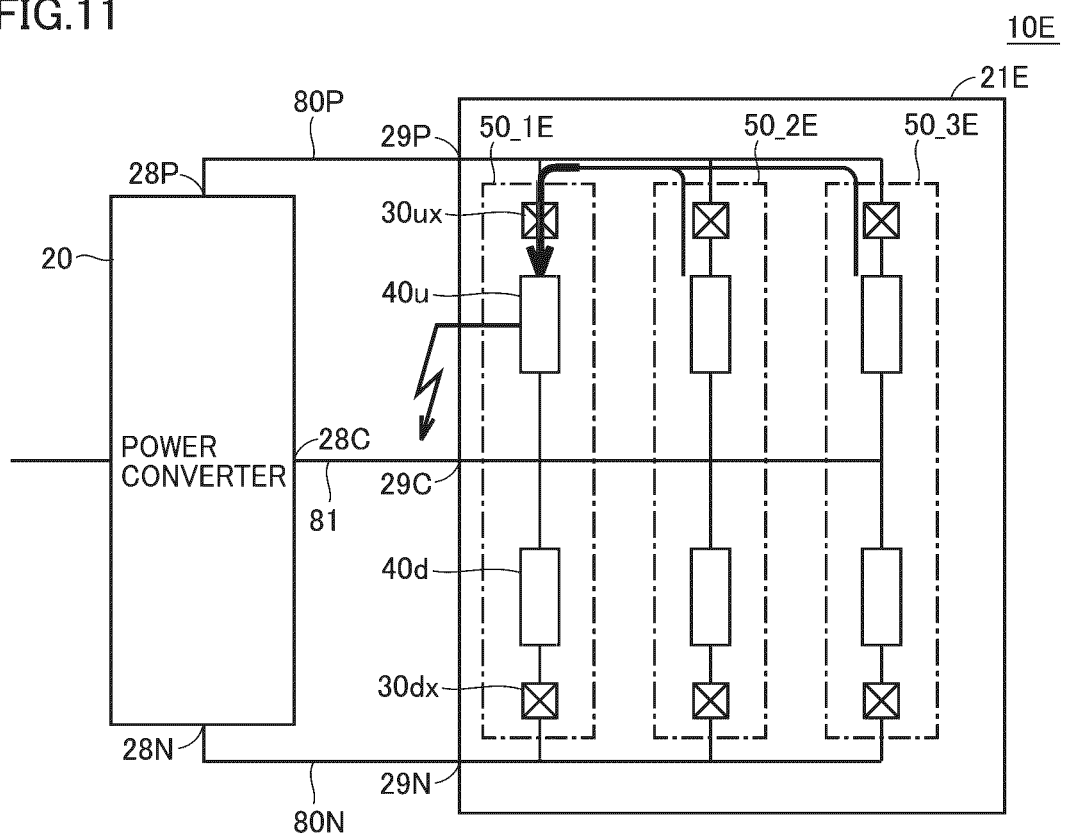 FIG.11
10E
21E
80P
29P
50_1E
50_2E
50_3E
28P
30ux
20
40u
POWER
CONVERTER
28C
29C
81
40d
30dx
28N
29N
80N